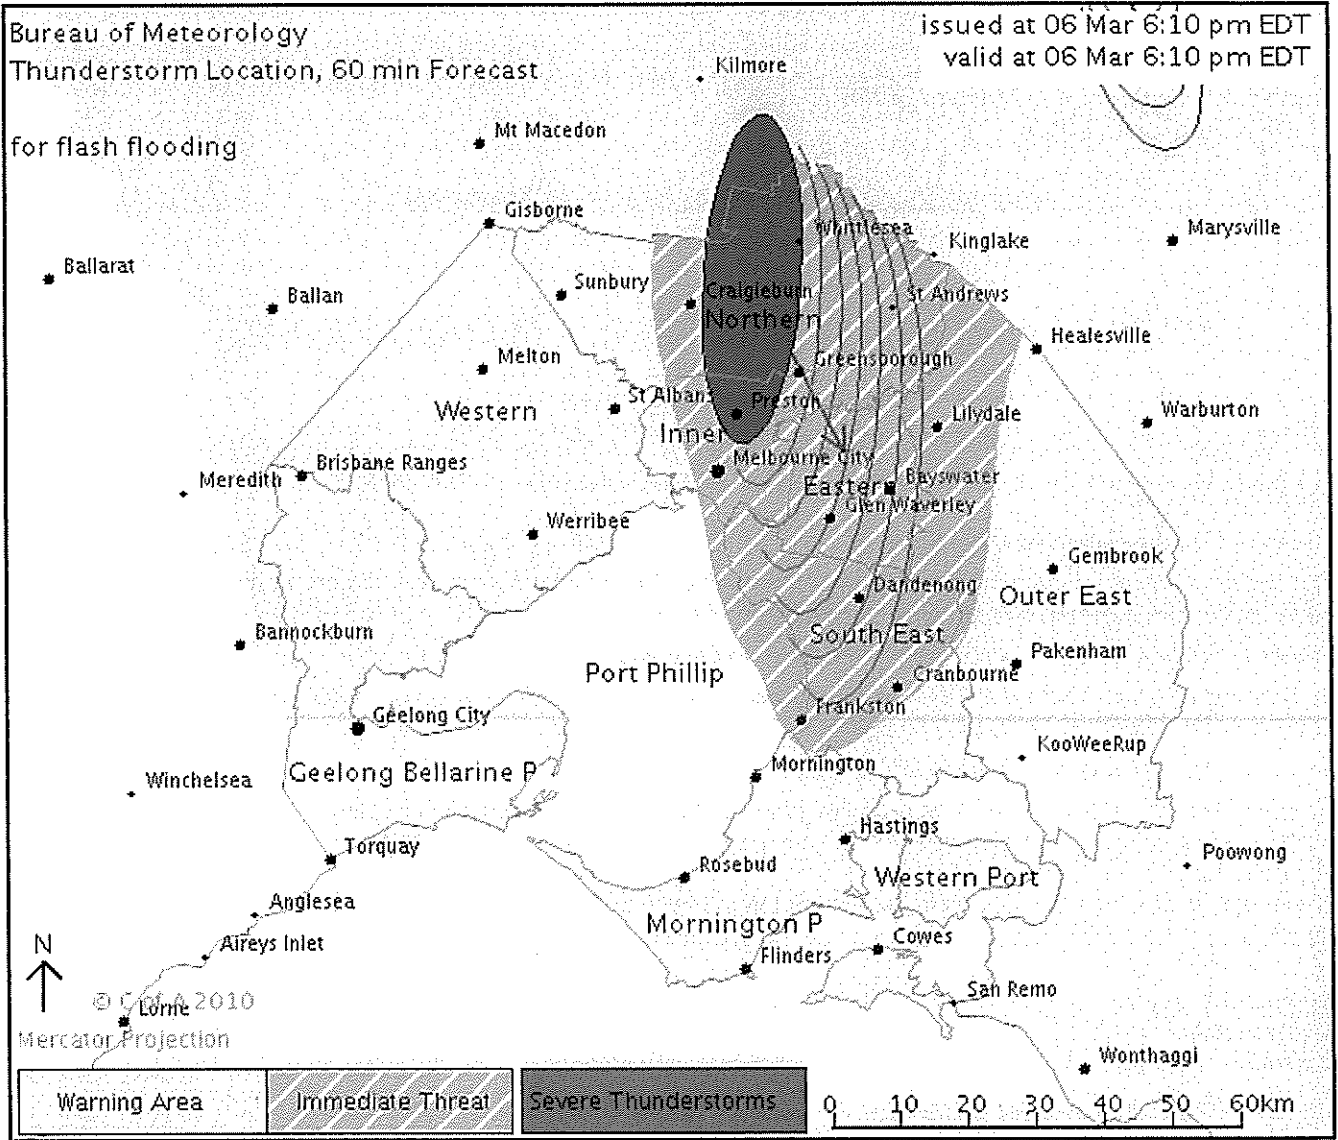 Bureau of Meteorology
Thunderstorm Location, 60 min Forecast
for flash flooding
issued at 06 Mar 6:10 pm EDT
valid at 06 Mar 6:10 pm EDT
Kilmore
Mt Macedon
Gisborne
Whittlesea
Kinglake
Marysville
Ballarat
Ballan
Sunbury
Craigieburn
St Andrews
Northern
Healesville
Melton
Greensborough
St Albans
Preston
Western
Lilydale
Warburton
Inner
Brisbane Ranges
Melbourne City
Meredith
Eastern
Bayswater
Glen Waverley
Werribee
Gembrook
Dandenong
Outer East
Bannockburn
South East
Pakenham
Port Phillip
Cranbourne
Geelong City
Frankston
KooWeeRup
Geelong Bellarine P
Mornington
Winchelsea
Hastings
Torquay
Rosebud
Poowong
Western Port
Anglesea
Mornington P
Cowes
Aireys Inlet
Flinders
N
San Remo
© C of A 2010
Lorne
Mercator Projection
Wonthaggi
Warning Area
Immediate Threat
Severe Thunderstorms
0 10 20 30 40 50 60km